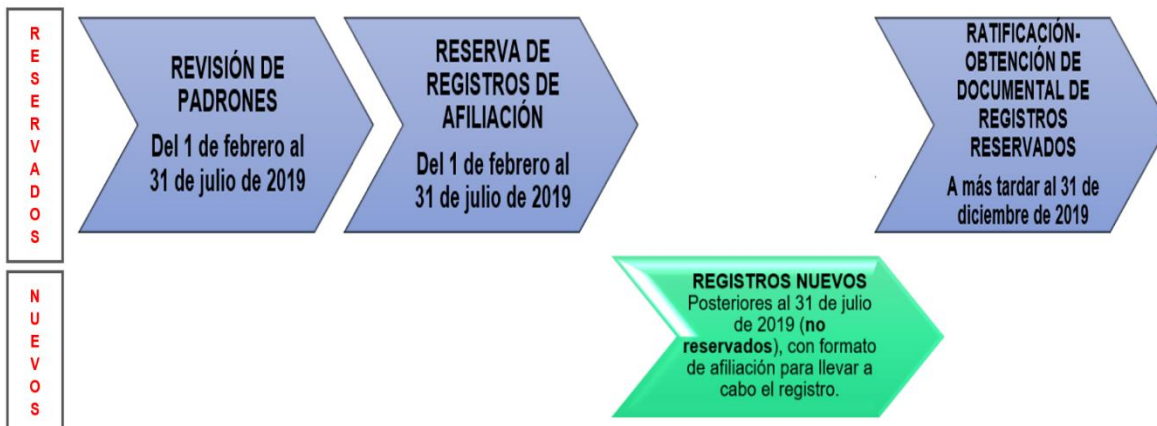 RESERVADOS
REVISIÓN DE
PADRONES
Del 1 de febrero al
31 de julio de 2019
RESERVA DE
REGISTROS DE
AFILIACIÓN
Del 1 de febrero al
31 de julio de 2019
RATIFICACIÓN-
OBTENCIÓN DE
DOCUMENTAL DE
REGISTROS
RESERVADOS
A más tardar al 31 de
diciembre de 2019
NUEVOS
REGISTROS NUEVOS
Posteriores al 31 de julio
de 2019 (no
reservados), con formato
de afiliación para llevar a
cabo el registro.